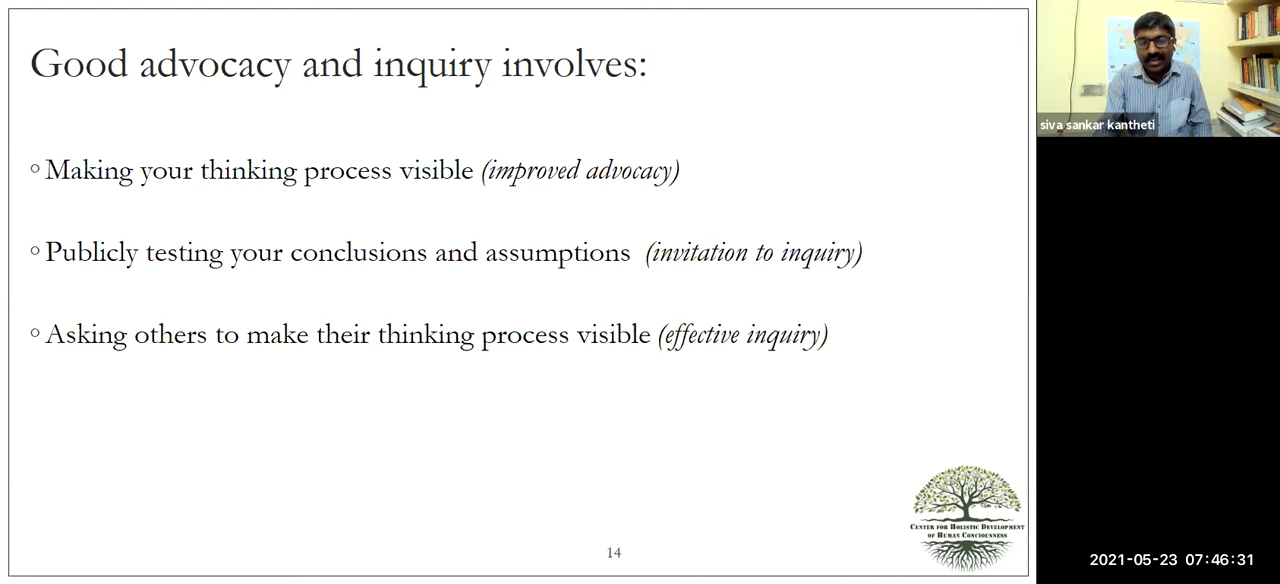 Good advocacy and inquiry involves:
Making your thinking process visible (improved advocacy)
Publicly testing your conclusions and assumptions (invitation to inquiry)
Asking others to make their thinking process visible (effective inquiry)
CENTER FOR HOLISTIC DEVELOPMENT
OF HUMAN CONCIOUSNESS
14
siva sankar kantheti
2021-05-23 07:46:31